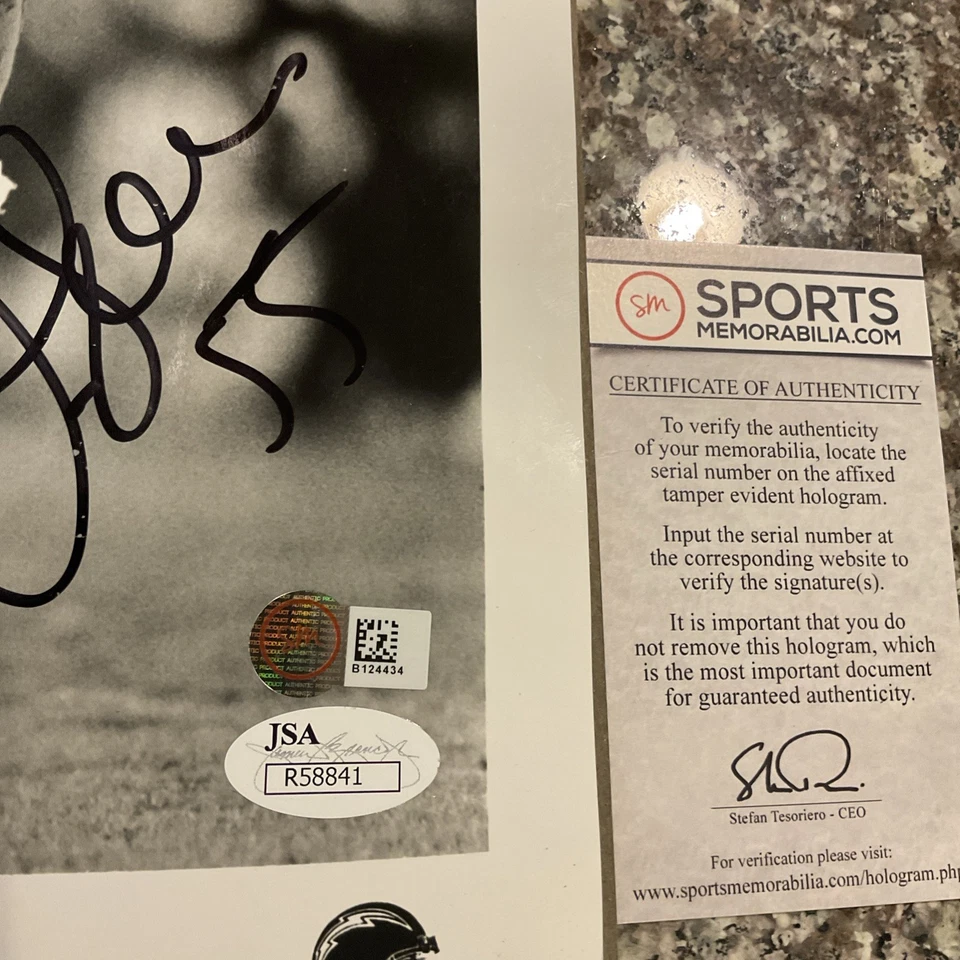 55
B124434
JSA
R58841
sm
SPORTS
MEMORABILIA.COM
CERTIFICATE OF AUTHENTICITY
To verify the authenticity
of your memorabilia, locate the
serial number on the affixed
tamper evident hologram.
Input the serial number at
the corresponding website to
verify the signature(s).
It is important that you do
not remove this hologram, which
is the most important document
for guaranteed authenticity.
Stefan Tesoriero - CEO
For verification please visit:
www.sportsmemorabilia.com/hologram.php